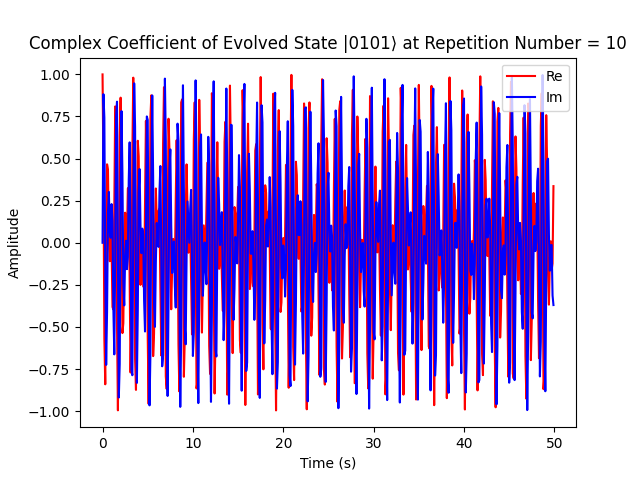 Complex Coefficient of Evolved State |0101⟩ at Repetition Number = 10
Re
Im
1.00
0.75
0.50
0.25
0.00
−0.25
−0.50
−0.75
−1.00
Amplitude
0 10 20 30 40 50
Time (s)